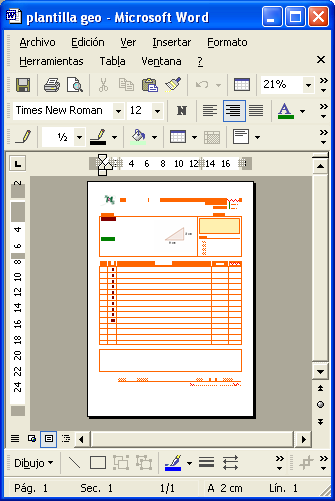 plantilla geo - Microsoft Word
Archivo Edición Ver Insertar Formato
Herramientas Tabla Ventana ?
21%
Times New Roman 12 N A
½
L 2 4 6 8 10 12 14 16 18
2
4
6
8
10
12
14
16
18
20
22
24
Dibujo
Pág. 1 Sec. 1 1/1 A 2 cm Lín. 1